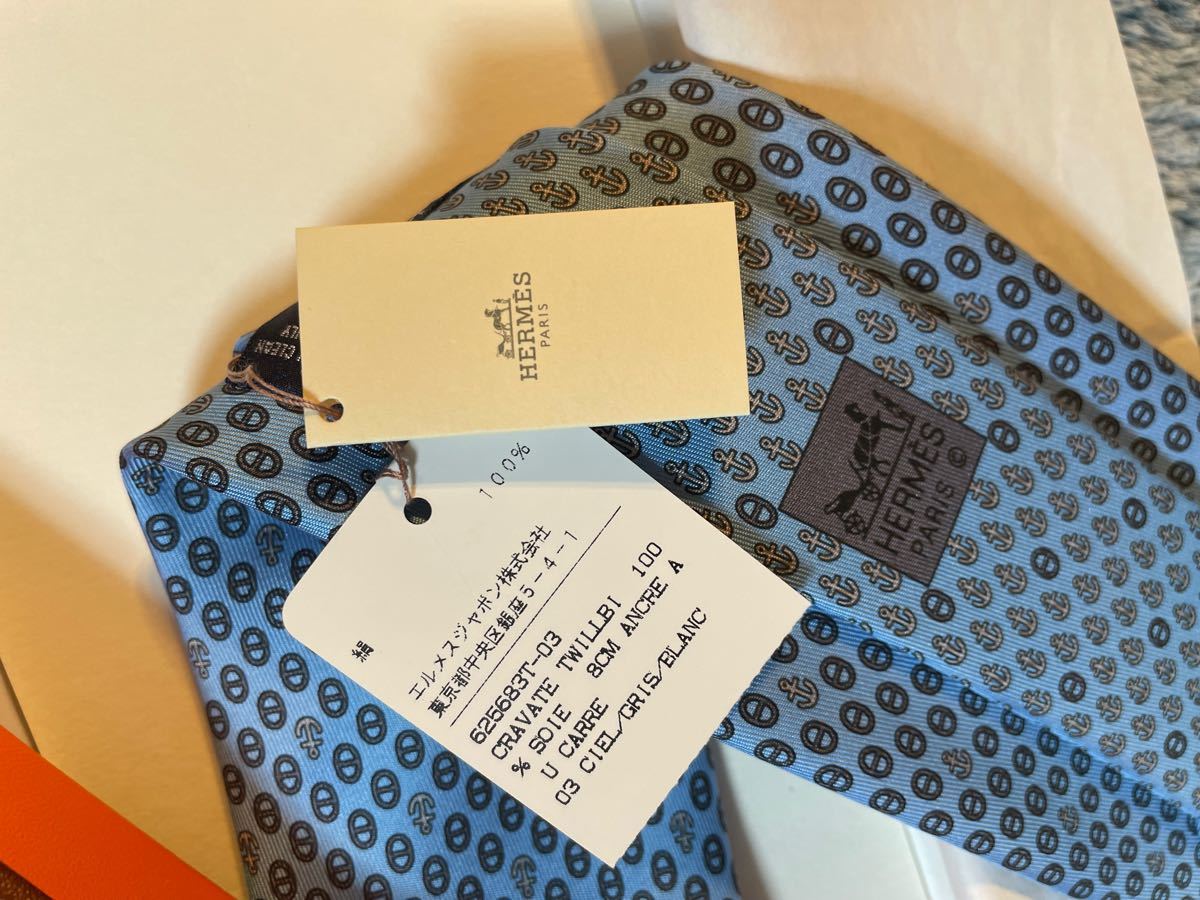 HERMÈS
PARIS
CLEAN
LY
絹
100%
エルメスジャポン株式会社
東京都中央区銀座5-4-1
625683T-03
CRAVATE TWILLBI 100
% SOIE 8CM ANCRE A
U CARRE
03 CIEL/GRIS/BLANC
HERMÈS
PARIS ©